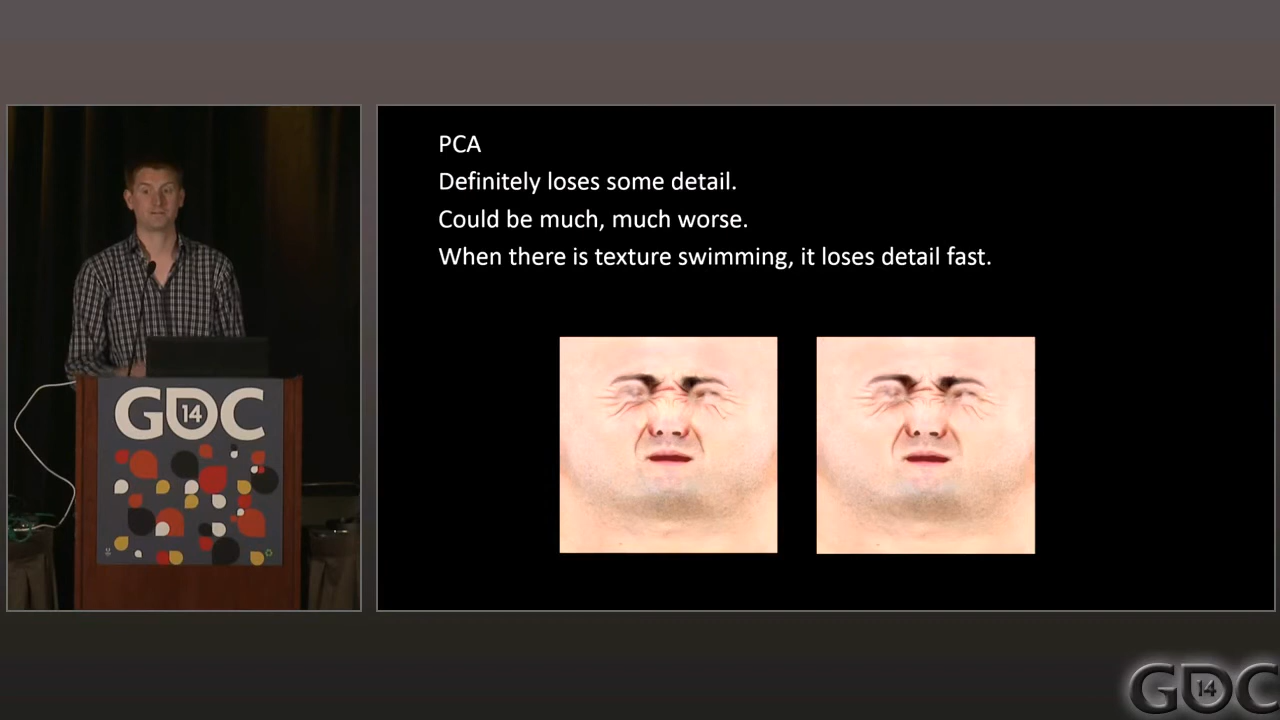 PCA
Definitely loses some detail.
Could be much, much worse.
When there is texture swimming, it loses detail fast.
GDC
14
GDC
14